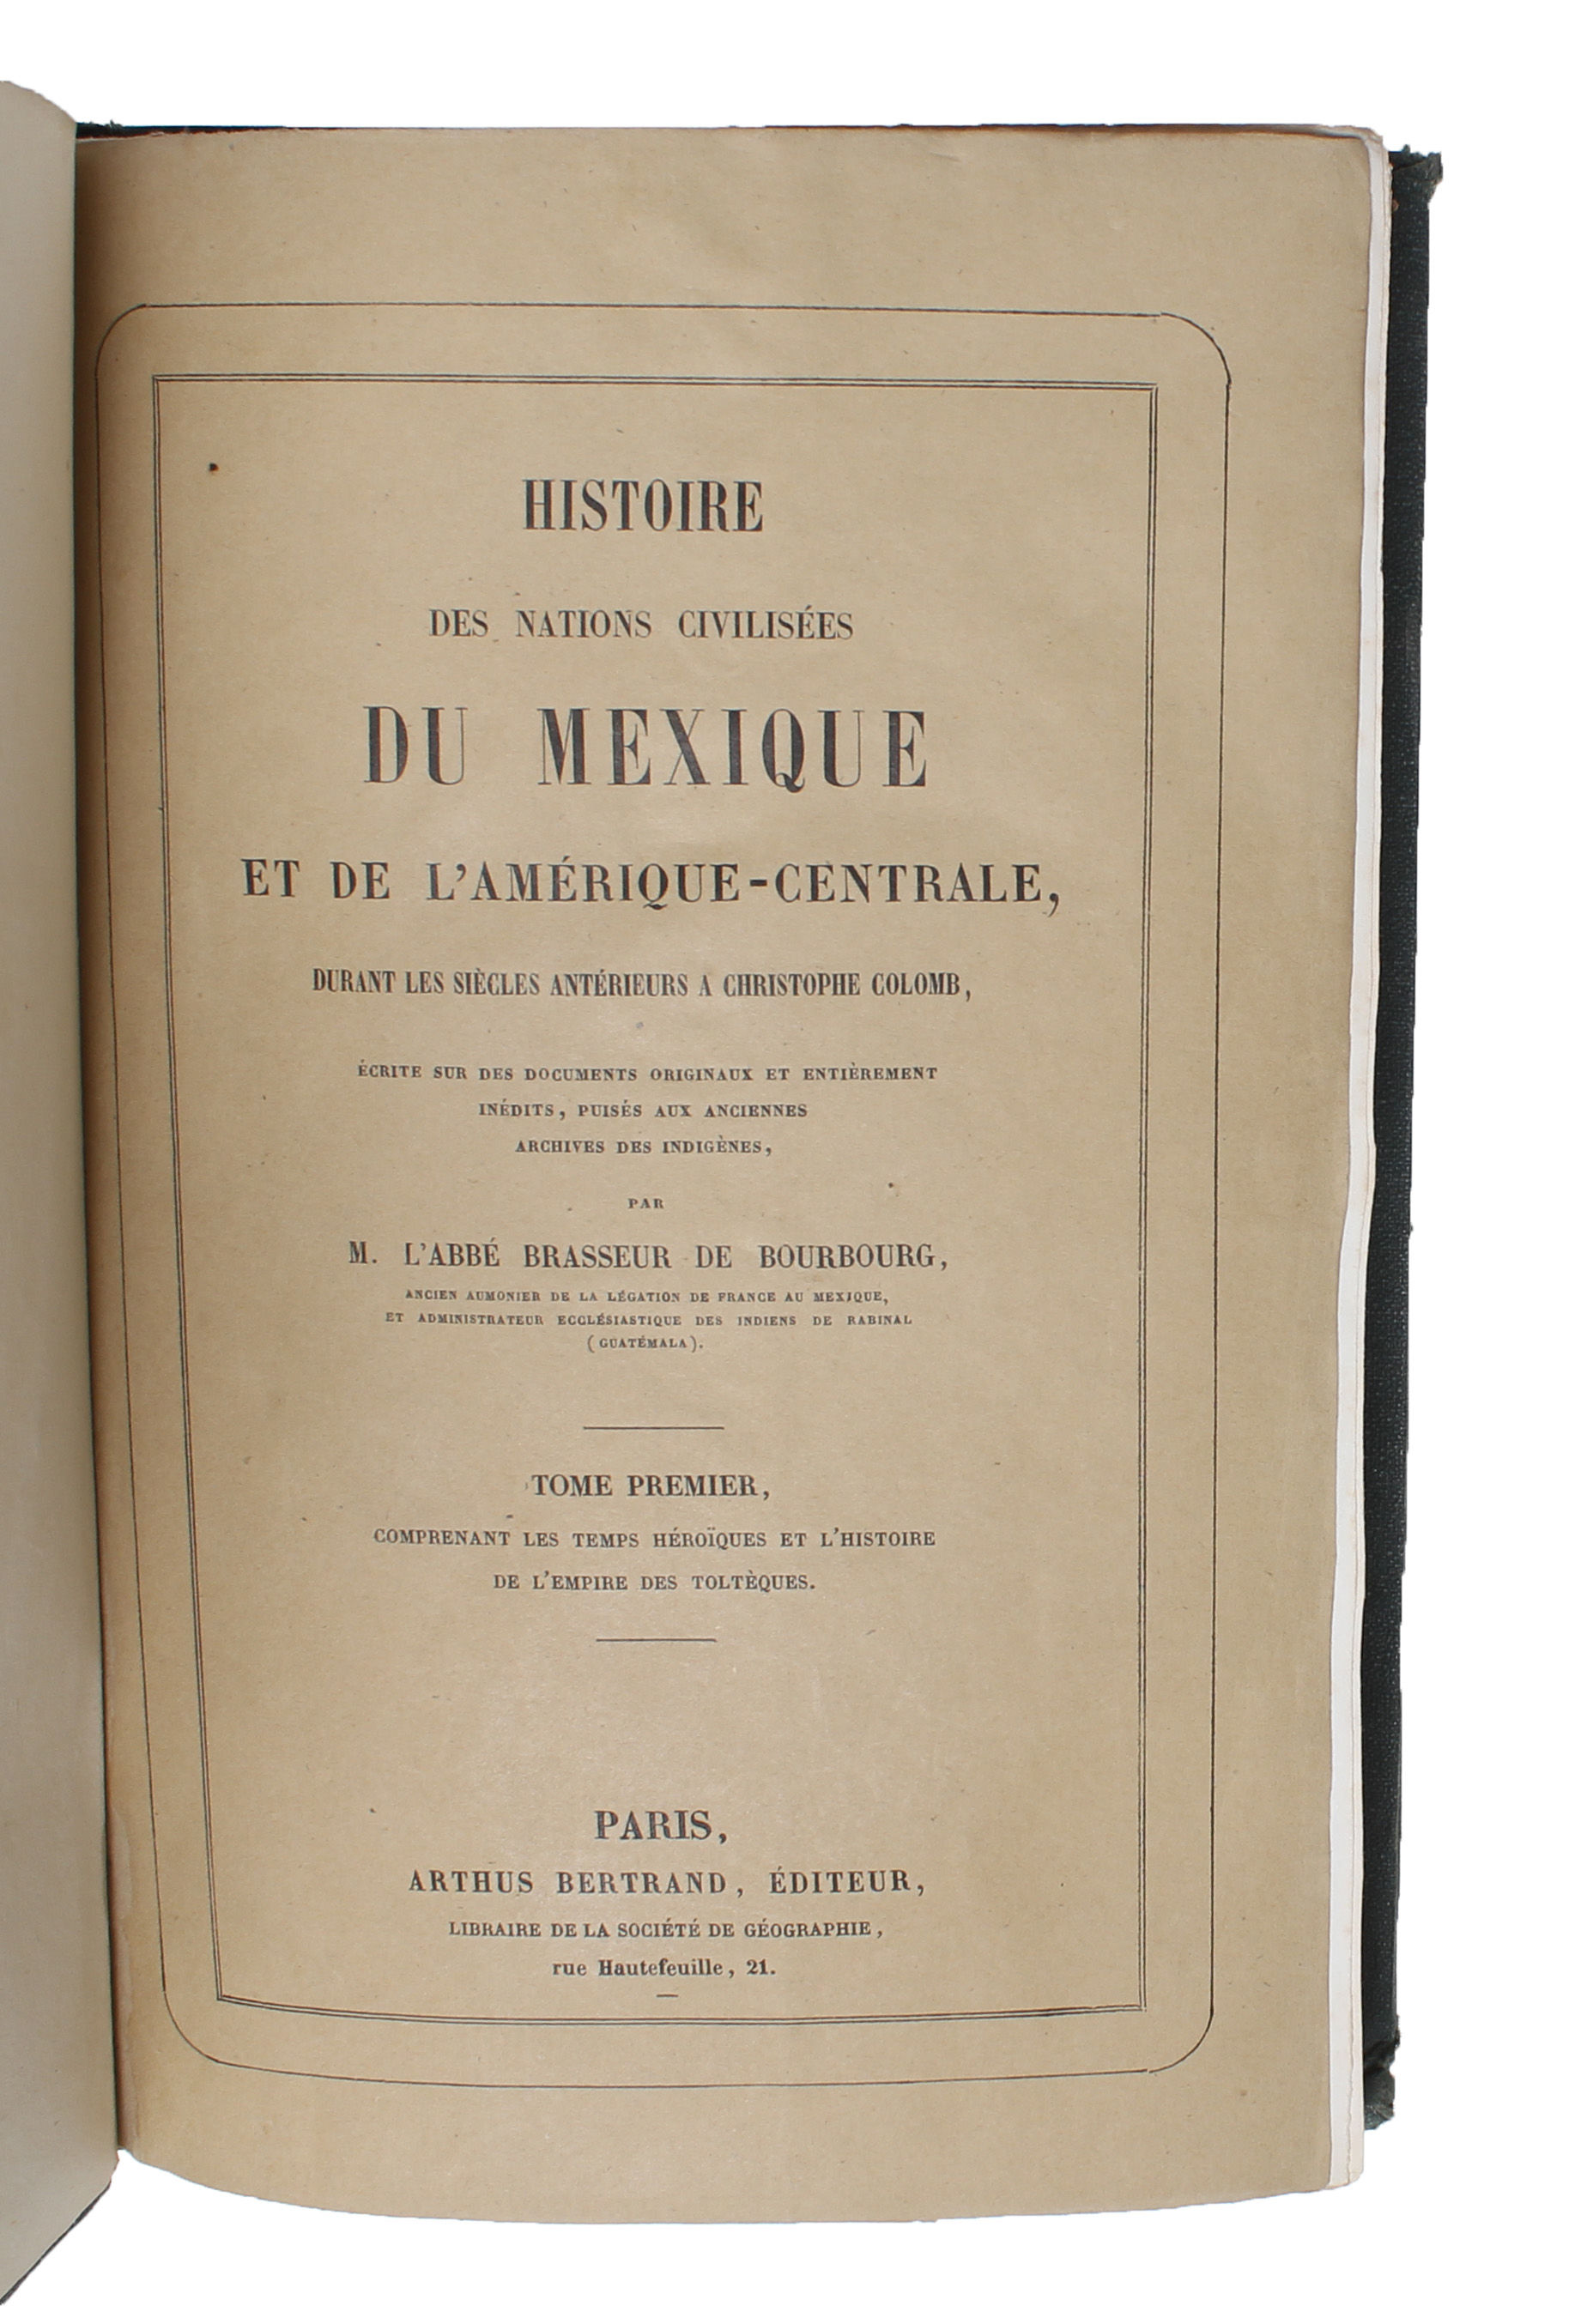 HISTOIRE
DES NATIONS CIVILISÉES
DU MEXIQUE
ET DE L'AMÉRIQUE-CENTRALE,
DURANT LES SIÈCLES ANTÉRIEURS A CHRISTOPHE COLOMB,
ÉCRITE SUR DES DOCUMENTS ORIGINAUX ET ENTIÈREMENT
INÉDITS, PUISÉS AUX ANCIENNES
ARCHIVES DES INDIGÈNES,
PAR
M. L'ABBÉ BRASSEUR DE BOURBOURG,
ANCIEN AUMONIER DE LA LÉGATION DE FRANCE AU MEXIQUE,
ET ADMINISTRATEUR ECCLÉSIASTIQUE DES INDIENS DE RABINAL
(GUATÉMALA).
TOME PREMIER,
COMPRENANT LES TEMPS HÉROÏQUES ET L'HISTOIRE
DE L'EMPIRE DES TOLTÈQUES.
PARIS,
ARTHUS BERTRAND, ÉDITEUR,
LIBRAIRE DE LA SOCIÉTÉ DE GÉOGRAPHIE,
rue Hautefeuille, 21.